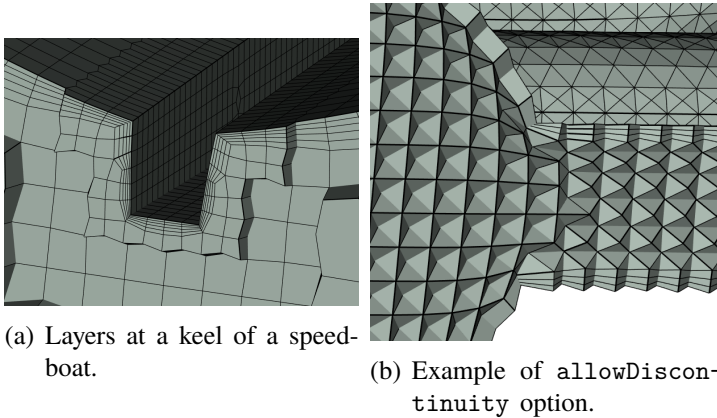 (a) Layers at a keel of a speed-
boat.
(b) Example of allowDiscon-
tinuity option.